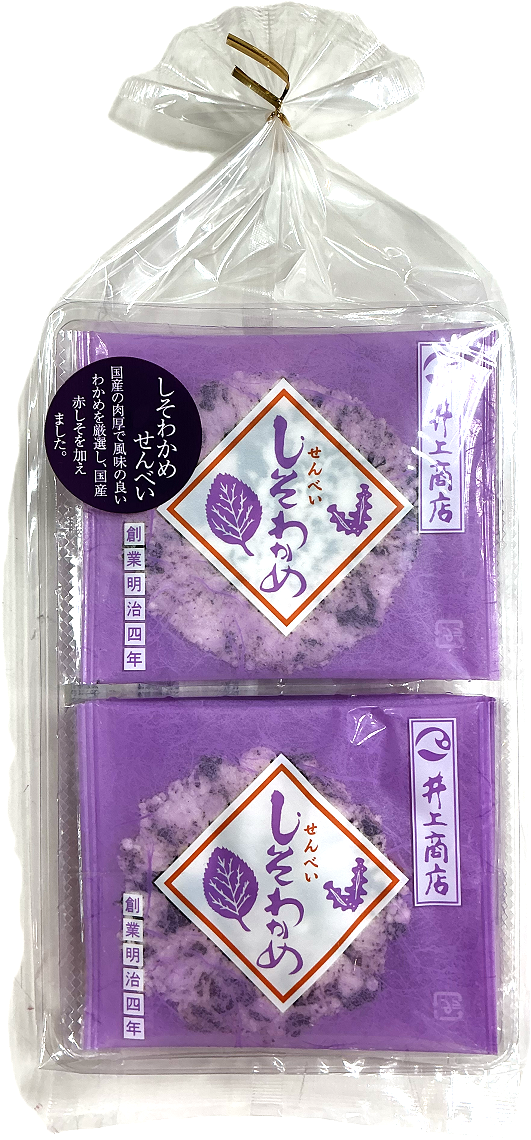 しそわかめ
せんべい
国産の肉厚で風味の良い
わかめを厳選し、国産
赤しそを加え
ました。
井上商店
せんべい
しそわかめ
創業明治四年
井上商店
せんべい
しそわかめ
創業明治四年